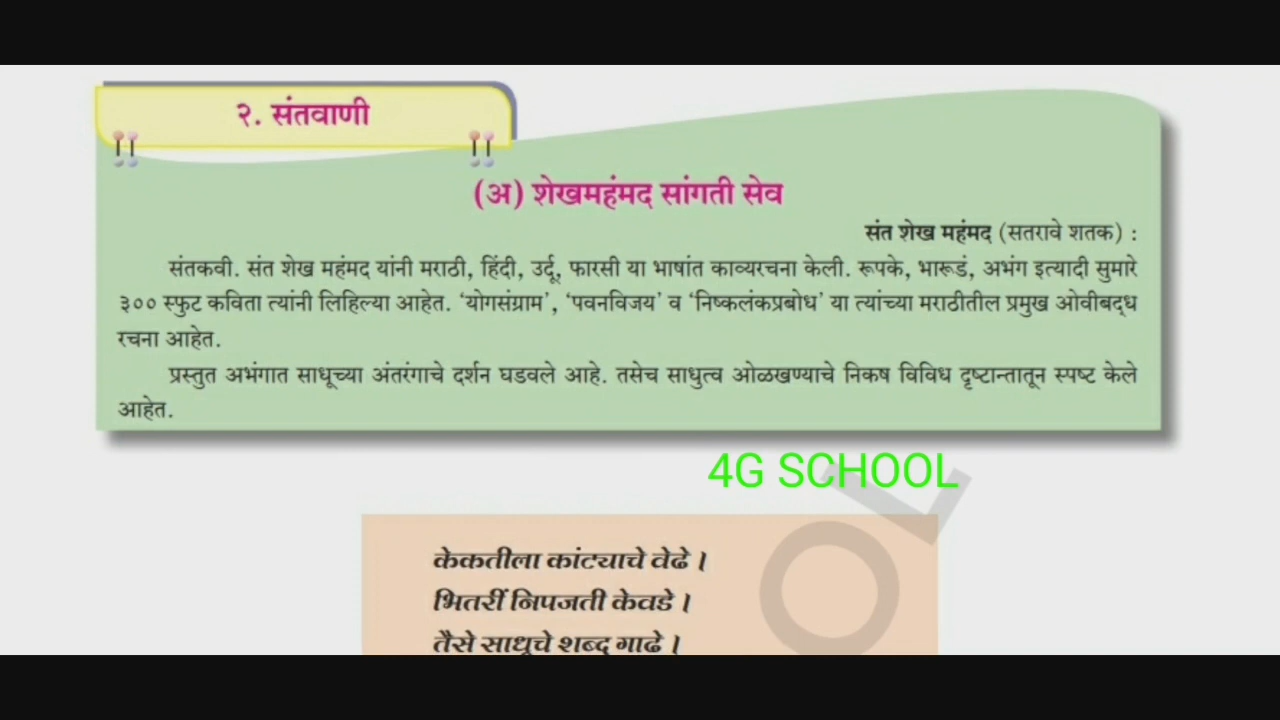 २. संतवाणी
(अ) शेखमहंमद सांगती सेव
संत शेख महंमद (सतरावे शतक) :
संतकवी. संत शेख महंमद यांनी मराठी, हिंदी, उर्दू, फारसी या भाषांत काव्यरचना केली. रूपके, भारूडं, अभंग इत्यादी सुमारे
३०० स्फुट कविता त्यांनी लिहिल्या आहेत. ‘योगसंग्राम’, ‘पवनविजय’ व ‘निष्कलंकप्रबोध’ या त्यांच्या मराठीतील प्रमुख ओवीबद्ध
रचना आहेत.
प्रस्तुत अभंगात साधूच्या अंतरंगाचे दर्शन घडवले आहे. तसेच साधुत्व ओळखण्याचे निकष विविध दृष्टान्तातून स्पष्ट केले
आहेत.
4G SCHOOL
OL
केकतीला कांट्याचे वेढे ।
भितरीं निपजती केवडे ।
तैसे साधूचे शब्द गाढे ।